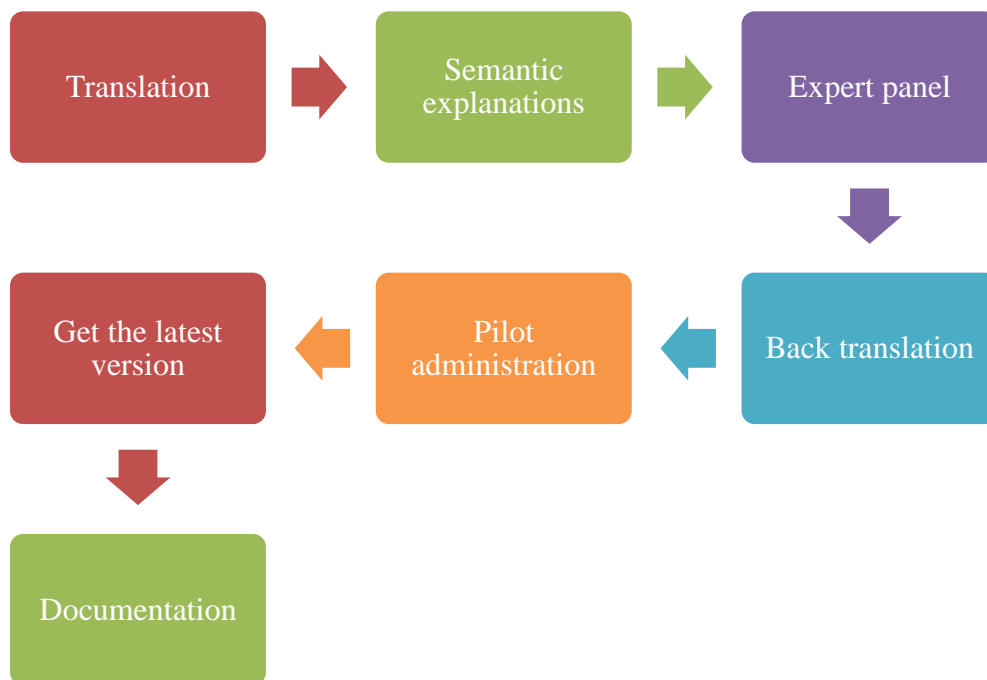 Translation
Semantic
explanations
Expert panel
Back translation
Pilot
administration
Get the latest
version
Documentation